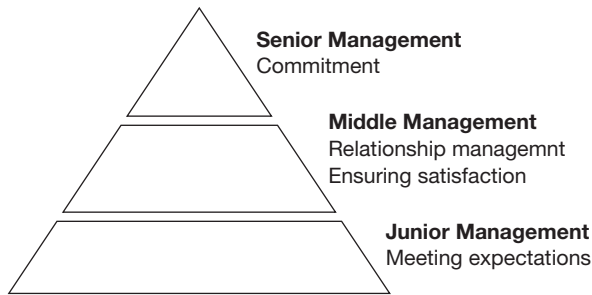 Senior Management
Commitment
Middle Management
Relationship managemnt
Ensuring satisfaction
Junior Management
Meeting expectations